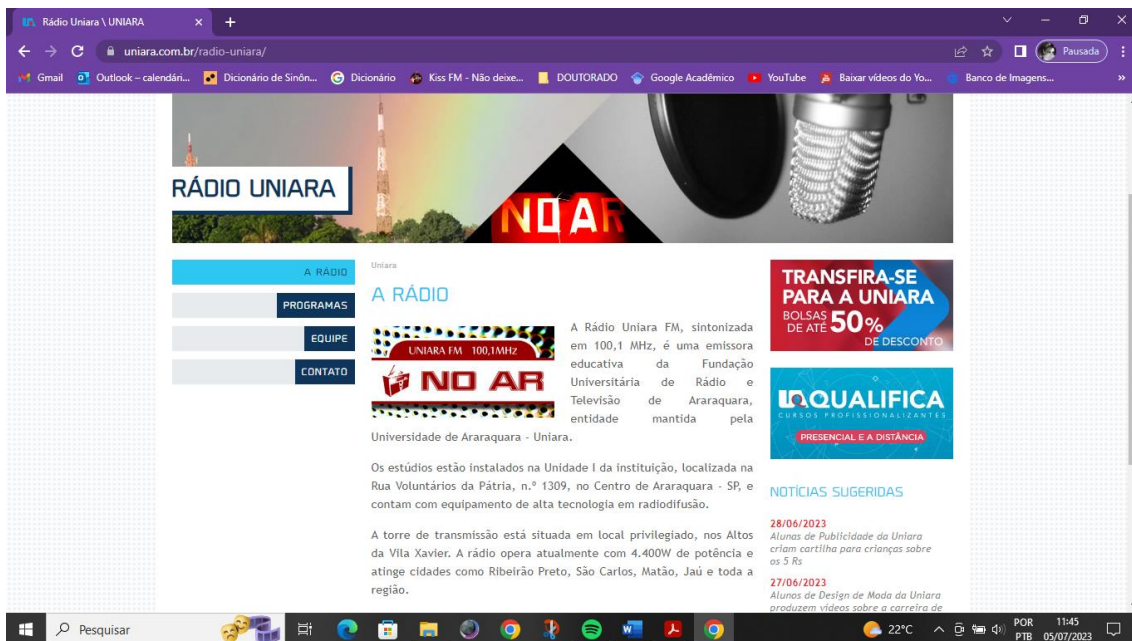 Rádio Uniara \ UNIARA
uniara.com.br/radio-uniara/
Pausada
Gmail
Outlook – calendári...
Dicionário de Sinôn...
Dicionário
Kiss FM - Não deixe...
DOUTORADO
Google Acadêmico
YouTube
Baixar vídeos do Yo...
Banco de Imagens...
RÁDIO UNIARA
NO AR
A RÁDIO
PROGRAMAS
EQUIPE
CONTATO
Uniara
A RÁDIO
UNIARA FM 100,1MHz
NO AR
A Rádio Uniara FM, sintonizada
em 100,1 MHz, é uma emissora
educativa da Fundação
Universitária de Rádio e
Televisão de Araraquara,
entidade mantida pela
Universidade de Araraquara - Uniara.
Os estúdios estão instalados na Unidade I da instituição, localizada na
Rua Voluntários da Pátria, n.º 1309, no Centro de Araraquara - SP, e
contam com equipamento de alta tecnologia em radiodifusão.
A torre de transmissão está situada em local privilegiado, nos Altos
da Vila Xavier. A rádio opera atualmente com 4.400W de potência e
atinge cidades como Ribeirão Preto, São Carlos, Matão, Jaú e toda a
região.
TRANSFIRA-SE
PARA A UNIARA
BOLSAS
DE ATÉ 50%
DE DESCONTO
QUALIFICA
CURSOS PROFISSIONALIZANTES
PRESENCIAL E A DISTÂNCIA
NOTÍCIAS SUGERIDAS
28/06/2023
Alunas de Publicidade da Uniara
criam cartilha para crianças sobre
os 5 Rs
27/06/2023
Alunos de Design de Moda da Uniara
produzem vídeos sobre a carreira de
Pesquisar
22°C
POR
PTB
11:45
05/07/2023